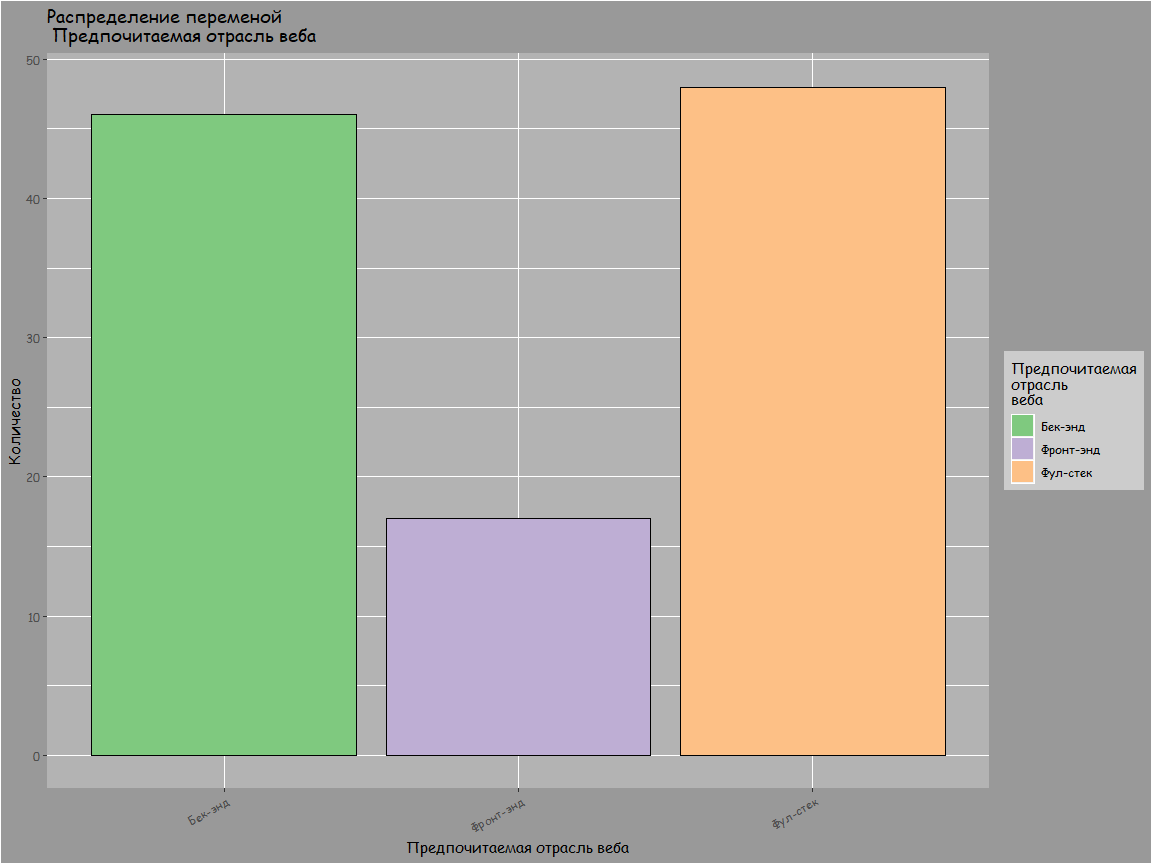 Распределение переменой
Предпочитаемая отрасль веба
50
40
30
20
10
0
Количество
Бек-энд
Фронт-энд
Фул-стек
Предпочитаемая отрасль веба
Предпочитаемая
отрасль
веба
Бек-энд
Фронт-энд
Фул-стек